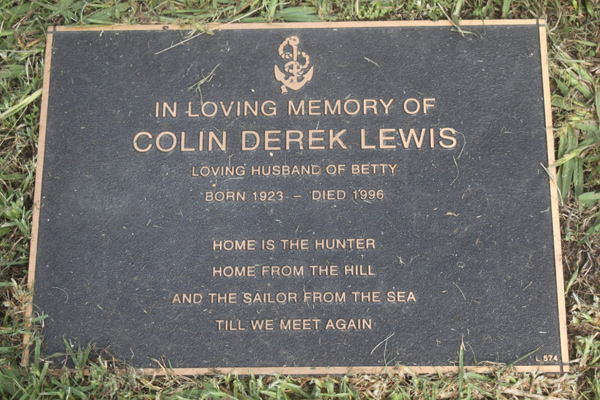 IN LOVING MEMORY OF
COLIN DEREK LEWIS
LOVING HUSBAND OF BETTY
BORN 1923 – DIED 1996
HOME IS THE HUNTER
HOME FROM THE HILL
AND THE SAILOR FROM THE SEA
TILL WE MEET AGAIN
L 574